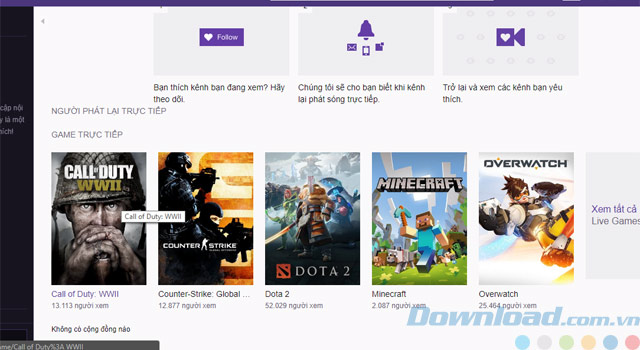 Follow
Bạn thích kênh bạn đang xem? Hãy
theo dõi.
Chúng tôi sẽ cho bạn biết khi kênh
lại phát sóng trực tiếp.
Trở lại và xem các kênh bạn yêu
thích.
cập nội
y là một
hích!
NGƯỜI PHÁT LẠI TRỰC TIẾP
GAME TRỰC TIẾP
CALL OF DUTY
WWII
COUNTER STRIKE
DOTA 2
MINECRAFT
OVERWATCH
Call of Duty: WWII
Xem tất cả
Live Games
Call of Duty: WWII
Counter-Strike: Global ...
Dota 2
Minecraft
Overwatch
13.113 người xem
12.877 người xem
52.029 người xem
2.087 người xem
25.464 người xem
Không có cộng đồng nào
Download.com.vn
me/Call of Duty%3A WWII